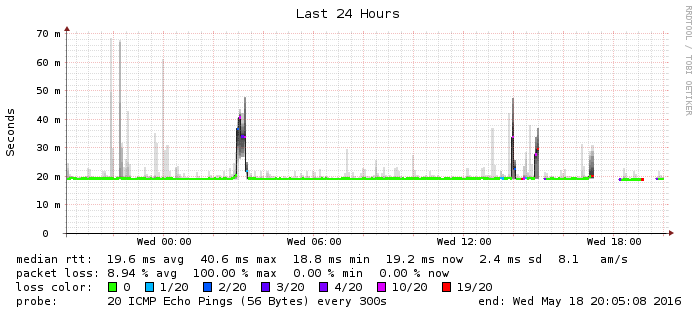 Last 24 Hours
RRDTOOL / TOBI OETIKER
70 m
60 m
50 m
40 m
30 m
20 m
10 m
0
Seconds
Wed 00:00 Wed 06:00 Wed 12:00 Wed 18:00
median rtt: 19.6 ms avg 40.6 ms max 18.8 ms min 19.2 ms now 2.4 ms sd 8.1 am/s
packet loss: 8.94 % avg 100.00 % max 0.00 % min 0.00 % now
loss color: 0 1/20 2/20 3/20 4/20 10/20 19/20
probe: 20 ICMP Echo Pings (56 Bytes) every 300s end: Wed May 18 20:05:08 2016